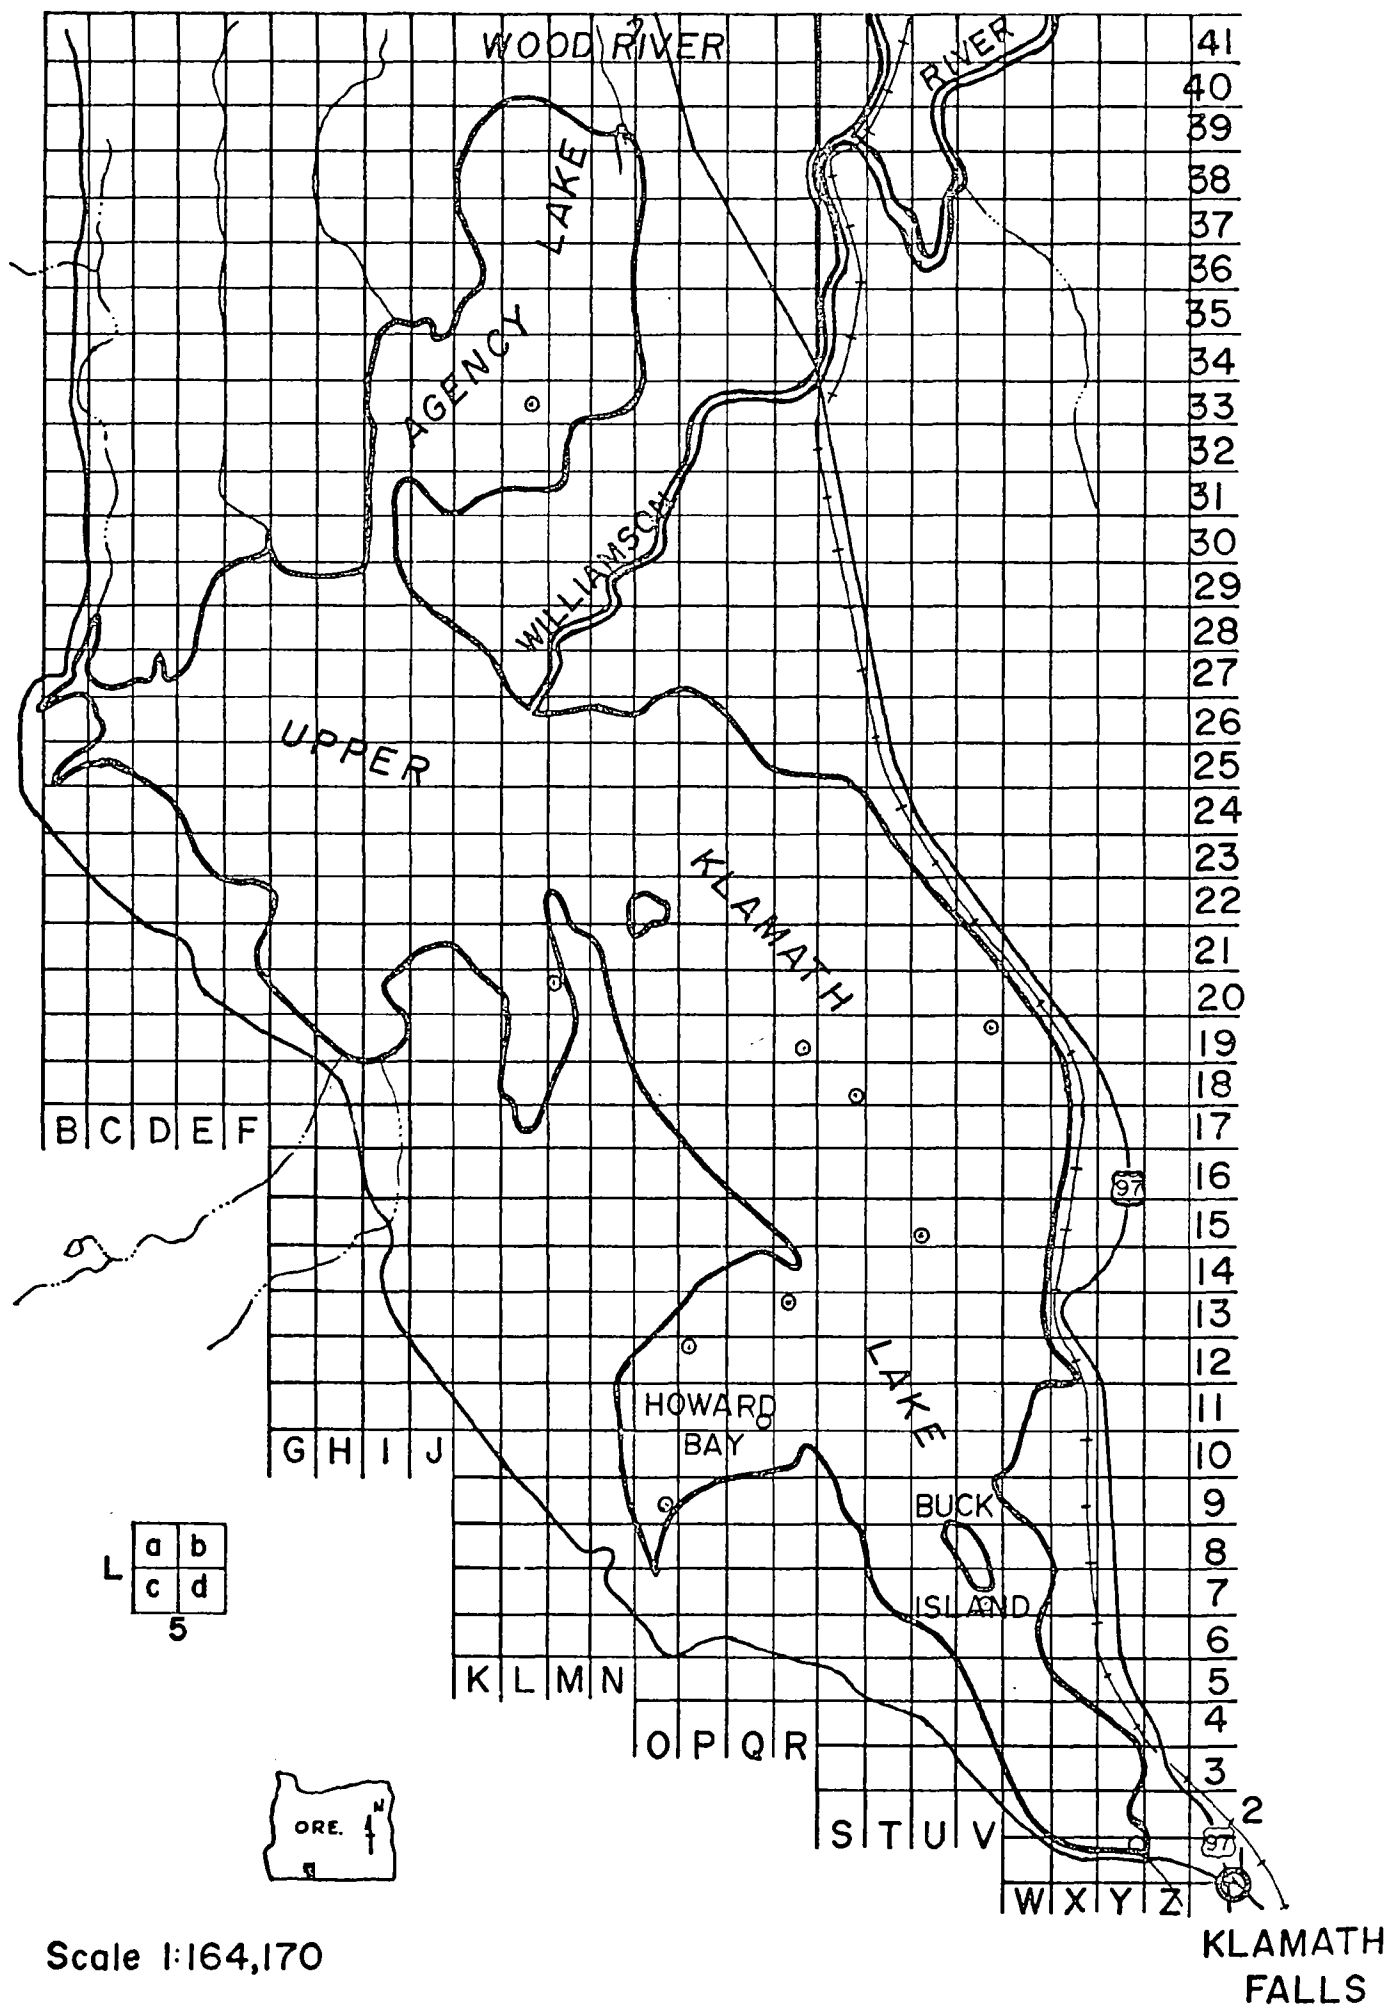 WOOD RIVER
RIVER
41
40
39
38
37
36
35
34
33
32
31
30
29
28
27
26
25
24
23
22
21
20
19
18
17
16
15
14
13
12
11
10
9
8
7
6
5
4
3
2
AGENCY LAKE
WILLIAMSON
UPPER
KLAMATH
LAKE
B C D E F
97
HOWARD
BAY
G H I J
BUCK
ISLAND
a b
L
c d
5
K L M N
O P Q R
ORE.
N
S T U V
97
W X Y Z
Scale 1:164,170
KLAMATH
FALLS